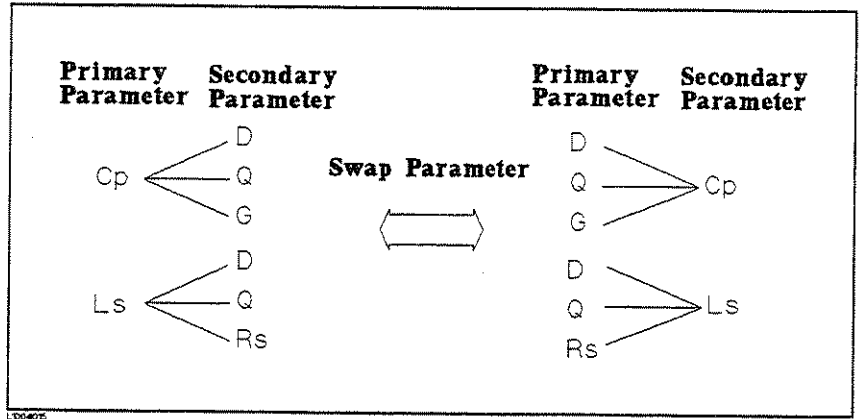 Primary Parameter Secondary Parameter
Cp D
Q
G
Ls D
Q
Rs
Swap Parameter
Primary Parameter Secondary Parameter
D
Q Cp
G
D
Q Ls
Rs